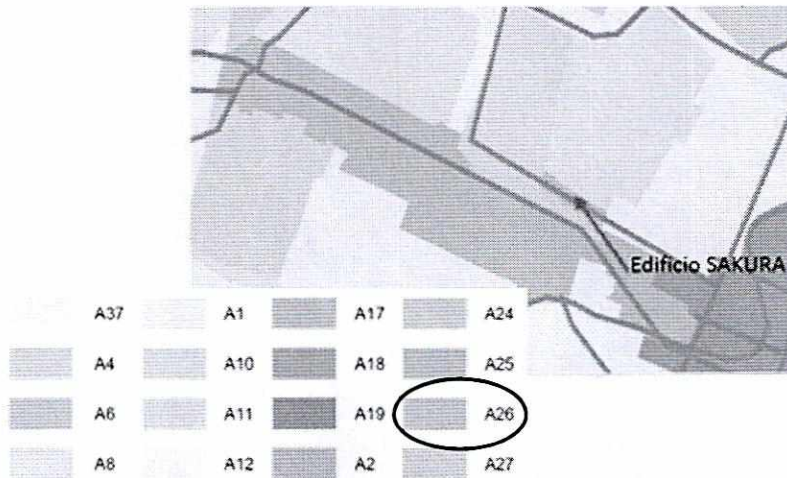 Edificio SAKURA
A37 A1 A17 A24
A4 A10 A18 A25
A6 A11 A19 A26
A8 A12 A2 A27